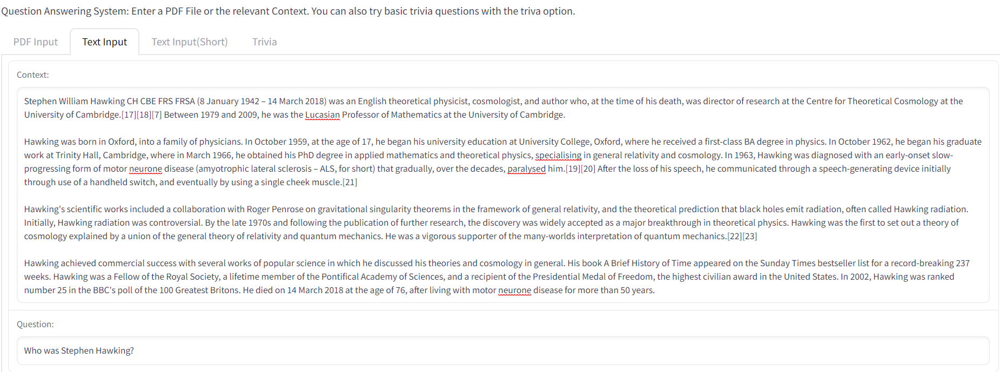 Question Answering System: Enter a PDF File or the relevant Context. You can also try basic trivia questions with the triva option.
PDF Input
Text Input
Text Input(Short)
Trivia
Context:
Stephen William Hawking CH CBE FRS FRSA (8 January 1942 – 14 March 2018) was an English theoretical physicist, cosmologist, and author who, at the time of his death, was director of research at the Centre for Theoretical Cosmology at the
University of Cambridge.[17][18][7] Between 1979 and 2009, he was the Lucasian Professor of Mathematics at the University of Cambridge.
Hawking was born in Oxford, into a family of physicians. In October 1959, at the age of 17, he began his university education at University College, Oxford, where he received a first-class BA degree in physics. In October 1962, he began his graduate
work at Trinity Hall, Cambridge, where in March 1966, he obtained his PhD degree in applied mathematics and theoretical physics, specialising in general relativity and cosmology. In 1963, Hawking was diagnosed with an early-onset slow-
progressing form of motor neurone disease (amyotrophic lateral sclerosis – ALS, for short) that gradually, over the decades, paralysed him.[19][20] After the loss of his speech, he communicated through a speech-generating device initially
through use of a handheld switch, and eventually by using a single cheek muscle.[21]
Hawking's scientific works included a collaboration with Roger Penrose on gravitational singularity theorems in the framework of general relativity, and the theoretical prediction that black holes emit radiation, often called Hawking radiation.
Initially, Hawking radiation was controversial. By the late 1970s and following the publication of further research, the discovery was widely accepted as a major breakthrough in theoretical physics. Hawking was the first to set out a theory of
cosmology explained by a union of the general theory of relativity and quantum mechanics. He was a vigorous supporter of the many-worlds interpretation of quantum mechanics.[22][23]
Hawking achieved commercial success with several works of popular science in which he discussed his theories and cosmology in general. His book A Brief History of Time appeared on the Sunday Times bestseller list for a record-breaking 237
weeks. Hawking was a Fellow of the Royal Society, a lifetime member of the Pontifical Academy of Sciences, and a recipient of the Presidential Medal of Freedom, the highest civilian award in the United States. In 2002, Hawking was ranked
number 25 in the BBC's poll of the 100 Greatest Britons. He died on 14 March 2018 at the age of 76, after living with motor neurone disease for more than 50 years.
Question:
Who was Stephen Hawking?